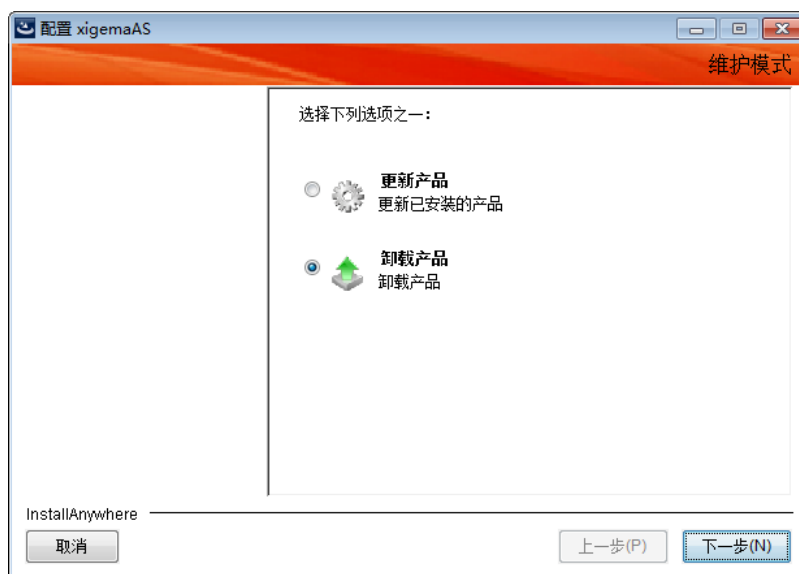 配置 xigemaAS
维护模式
选择下列选项之一：
更新产品
更新已安装的产品
卸载产品
卸载产品
InstallAnywhere
取消
上一步(P)
下一步(N)